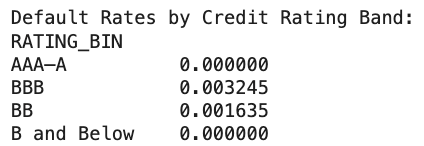 Default Rates by Credit Rating Band:
RATING_BIN
AAA–A 0.000000
BBB 0.003245
BB 0.001635
B and Below 0.000000